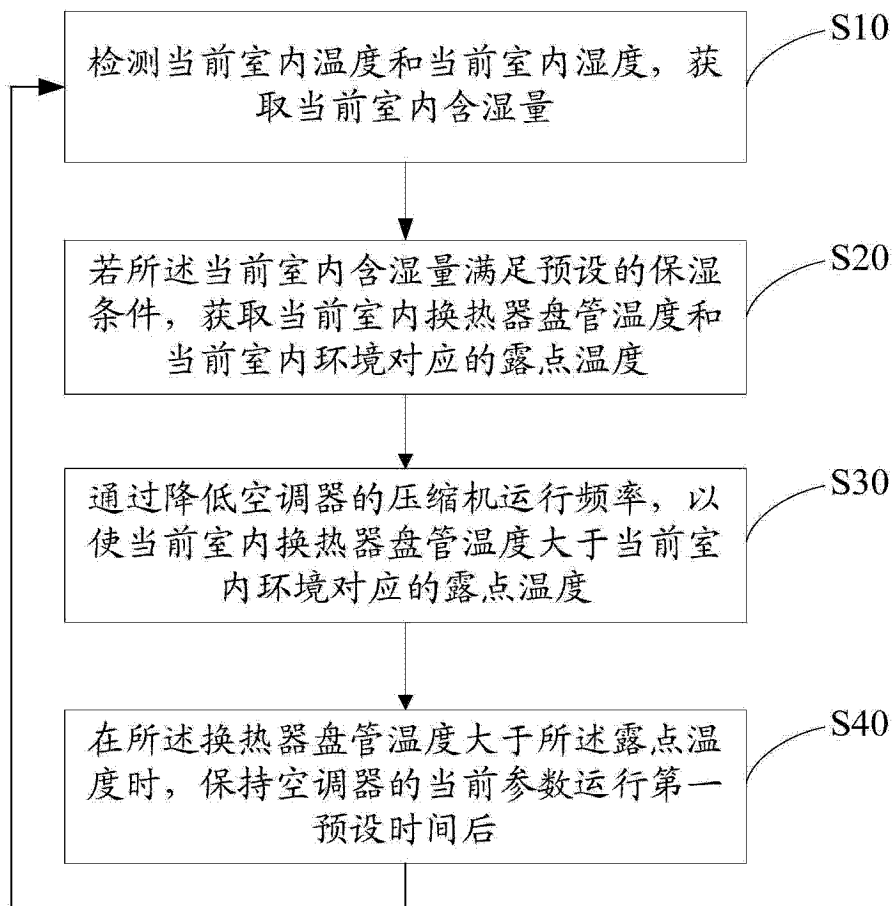 检测当前室内温度和当前室内湿度，获
取当前室内含湿量
S10
若所述当前室内含湿量满足预设的保湿
条件，获取当前室内换热器盘管温度和
当前室内环境对应的露点温度
S20
通过降低空调器的压缩机运行频率，以
使当前室内换热器盘管温度大于当前室
内环境对应的露点温度
S30
在所述换热器盘管温度大于所述露点温
度时，保持空调器的当前参数运行第一
预设时间后
S40